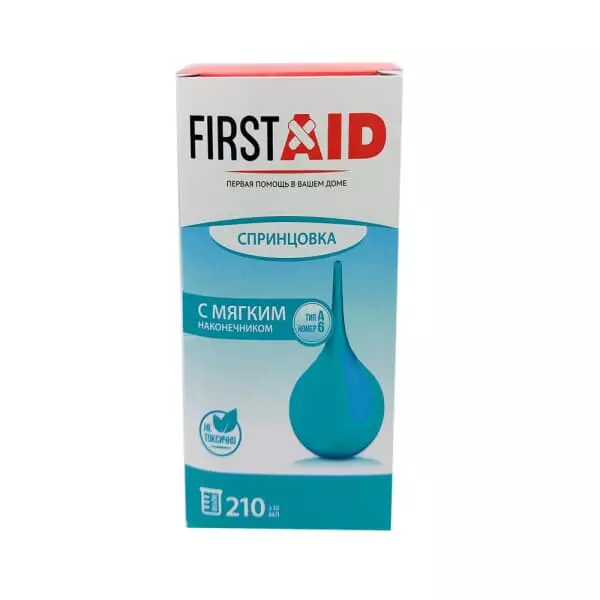 FIRST AID
ПЕРВАЯ ПОМОЩЬ В ВАШЕМ ДОМЕ
СПРИНЦОВКА
С МЯГКИМ
НАКОНЕЧНИКОМ
ТИП А
НОМЕР 6
НЕ
ТОКСИЧНО
210
МЛ